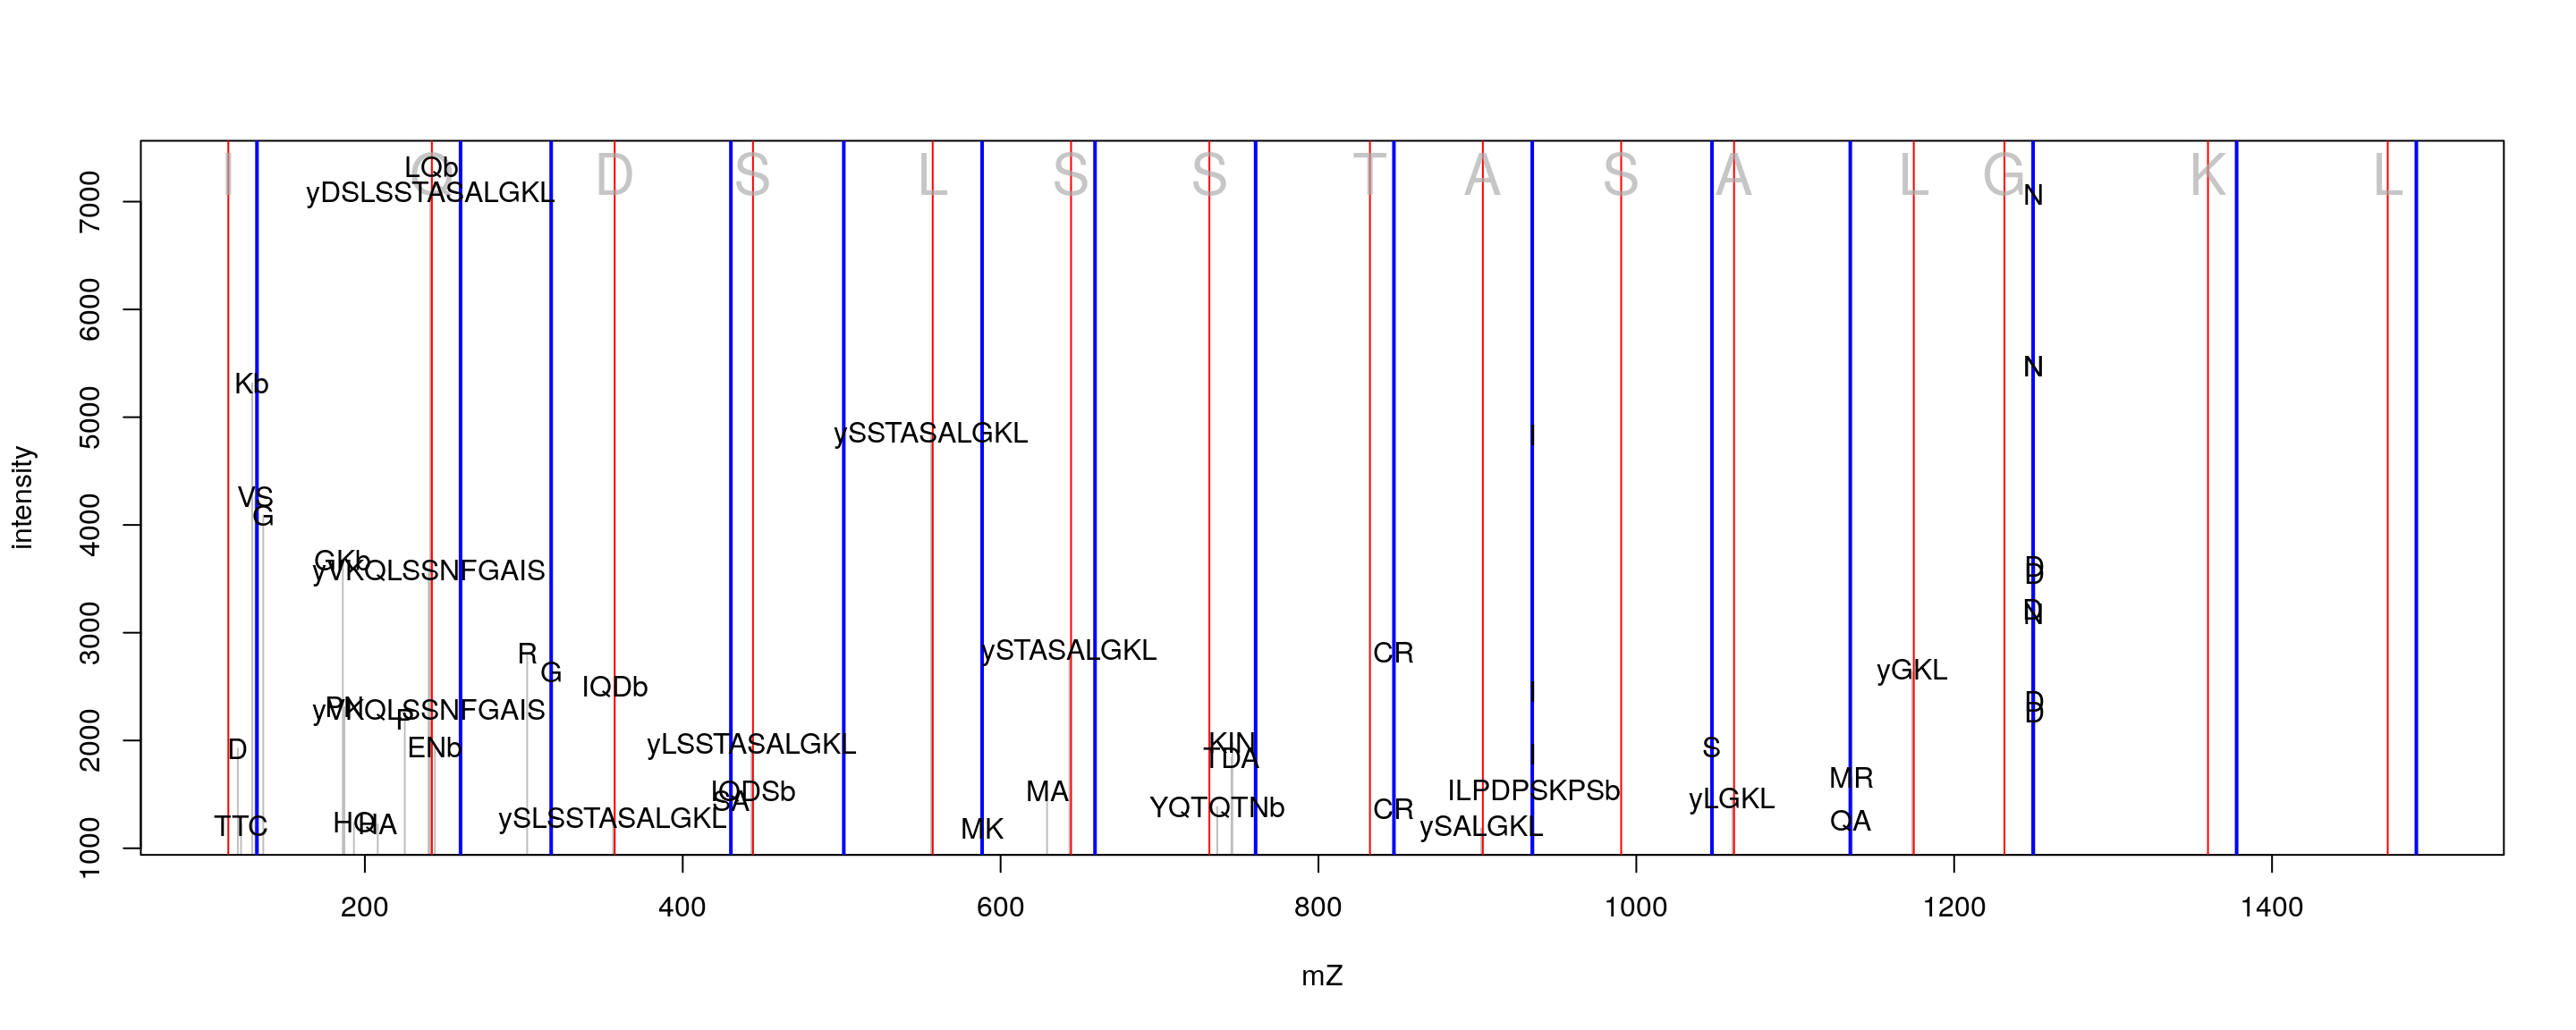 I Q D S L S S T A S A L G K L
LQb
yDSLSSTASALGKL
N
Kb
N
ySSTASALGKL
I
VS
G
GKb
yVKQLSSNFGAIS
D
D
D
N
R
G
ySTASALGKL
CR
yGKL
IQDb
I
PN
yVKQLSSNFGAIS
P
D
D
D
ENb
yLSSTASALGKL
KIN
TDA
I
S
MR
IQDSb
SA
MA
ILPDPSKPSb
yLGKL
YQTQTNb
CR
TTC
HQ
HA
ySLSSTASALGKL
MK
ySALGKL
QA
1000 2000 3000 4000 5000 6000 7000
intensity
200 400 600 800 1000 1200 1400
mZ